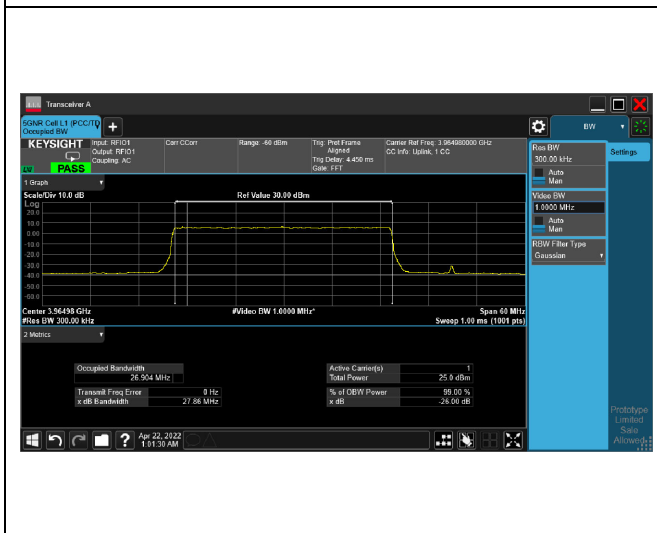 Transceiver A
5GNR Cell L1 (PCC/TD
Occupied BW
+
KEYSIGHT
PASS
Input: RFIO1
Output: RFIO1
Coupling: AC
Corr CCorr
Range: -60 dBm
Trig: Pret Frame
Aligned
Trig Delay: 4.450 ms
Gate: FFT
Carrier Ref Freq, 3.964980000 GHz
CC Info: Uplink, 1 CC
BW
Res BW
300.00 kHz
Auto
Man
Video BW
1.0000 MHz
Auto
Man
RBW Filter Type
Gaussian
Settings
1 Graph
Scale/Div 10.0 dB
Ref Value 30.00 dBm
Log
20.0
10.0
0.00
-10.0
-20.0
-30.0
-40.0
-50.0
-60.0
Center 3.96498 GHz
#Video BW 1.0000 MHz*
Span 60 MHz
#Res BW 300.00 kHz
Sweep 1.00 ms (1001 pts)
2 Metrics
Occupied Bandwidth
26.904 MHz
Transmit Freq Error 0 Hz
x dB Bandwidth 27.86 MHz
Active Carrier(s) 1
Total Power 25.0 dBm
% of OBW Power 99.00 %
x dB -26.00 dB
Prototype
Limited
Sale
Allowed
?
Apr 22, 2022
1:01:30 AM